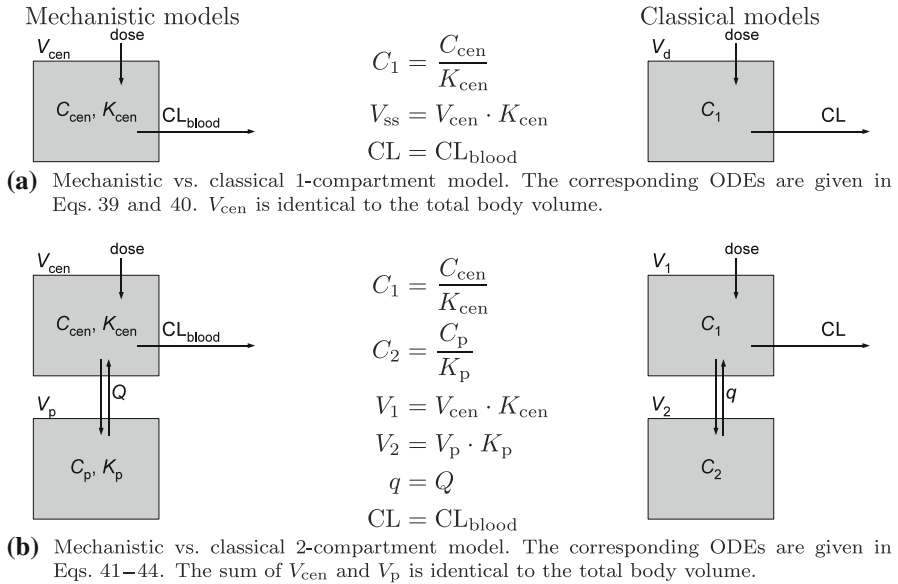 Mechanistic models
Classical models
V_cen
dose
C_cen, K_cen
CL_blood
C_1 = C_cen / K_cen
V_ss = V_cen · K_cen
CL = CL_blood
V_d
dose
C_1
CL
(a) Mechanistic vs. classical 1-compartment model. The corresponding ODEs are given in
Eqs. 39 and 40. V_cen is identical to the total body volume.
V_cen
dose
C_cen, K_cen
CL_blood
Q
V_p
C_p, K_p
C_1 = C_cen / K_cen
C_2 = C_p / K_p
V_1 = V_cen · K_cen
V_2 = V_p · K_p
q = Q
CL = CL_blood
V_1
dose
C_1
CL
q
V_2
C_2
(b) Mechanistic vs. classical 2-compartment model. The corresponding ODEs are given in
Eqs. 41–44. The sum of V_cen and V_p is identical to the total body volume.